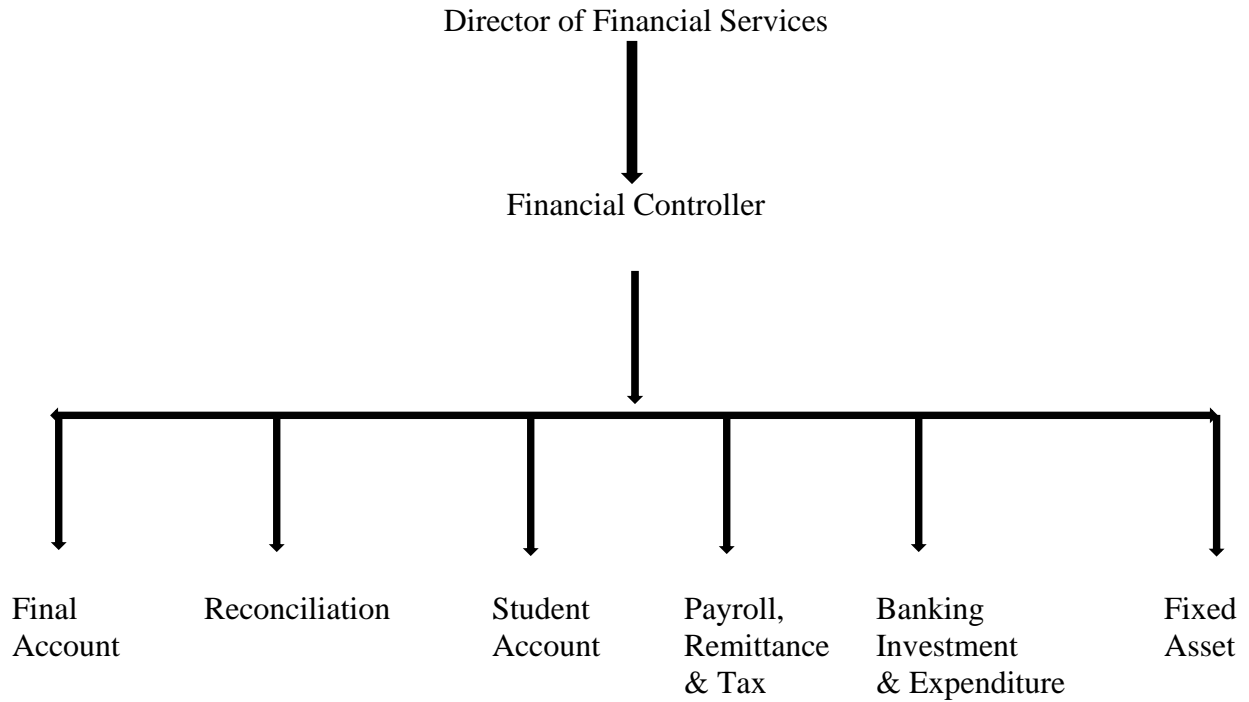 Director of Financial Services
Financial Controller
Final
Account
Reconciliation
Student
Account
Payroll,
Remittance
& Tax
Banking
Investment
& Expenditure
Fixed
Asset